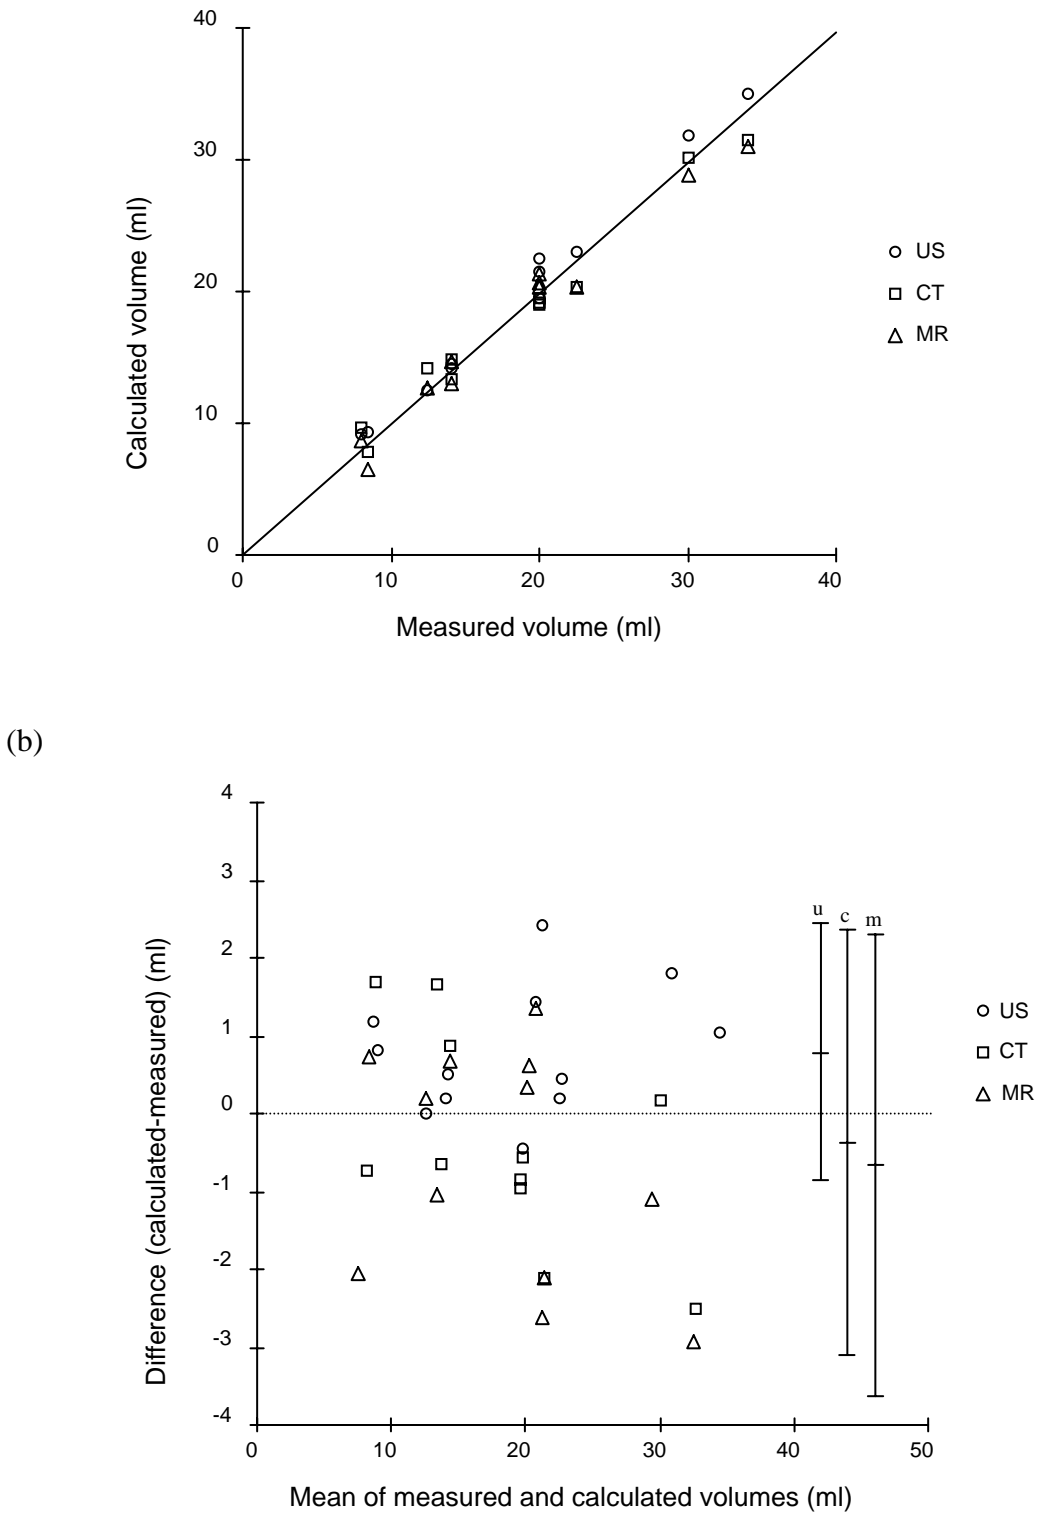 40
30
20
10
0
Calculated volume (ml)
0 10 20 30 40
Measured volume (ml)
US
CT
MR
(b)
4
3
2
1
0
-1
-2
-3
-4
Difference (calculated-measured) (ml)
u c m
0 10 20 30 40 50
Mean of measured and calculated volumes (ml)
US
CT
MR